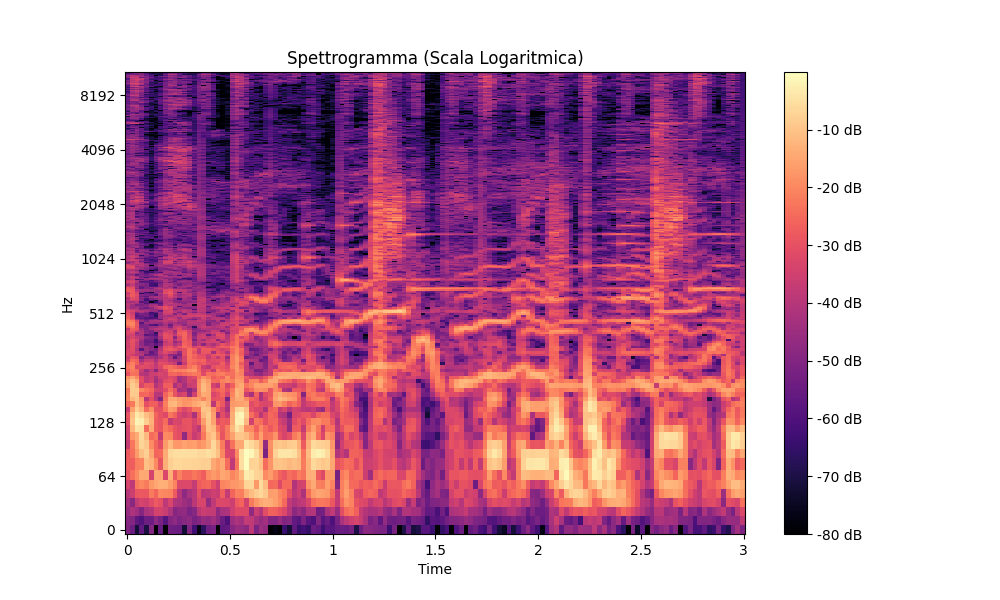 Spettrogramma (Scala Logaritmica)
8192
4096
2048
1024
512
256
128
64
0
Hz
0
0.5
1
1.5
2
2.5
3
Time
-10 dB
-20 dB
-30 dB
-40 dB
-50 dB
-60 dB
-70 dB
-80 dB